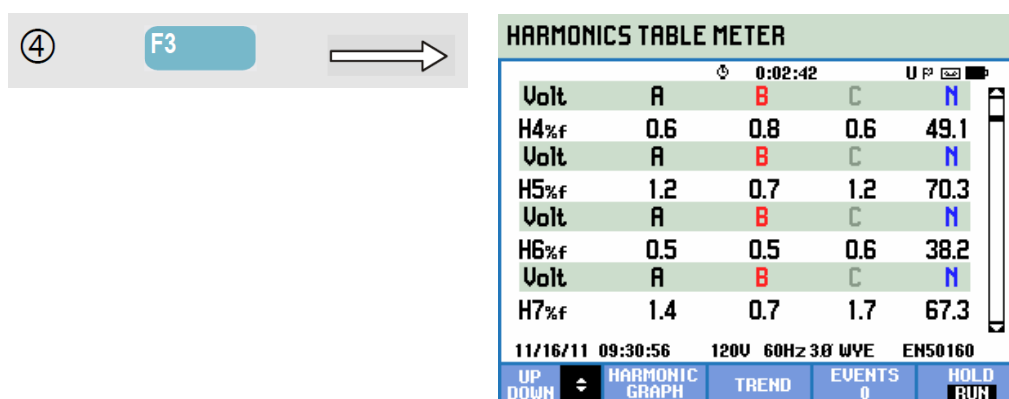 ④ F3
HARMONICS TABLE METER
0:02:42 U
Volt A B C N
H4%f 0.6 0.8 0.6 49.1
Volt A B C N
H5%f 1.2 0.7 1.2 70.3
Volt A B C N
H6%f 0.5 0.5 0.6 38.2
Volt A B C N
H7%f 1.4 0.7 1.7 67.3
11/16/11 09:30:56 120V 60Hz 3Ø WYE EN50160
UP DOWN HARMONIC GRAPH TREND EVENTS 0 HOLD RUN